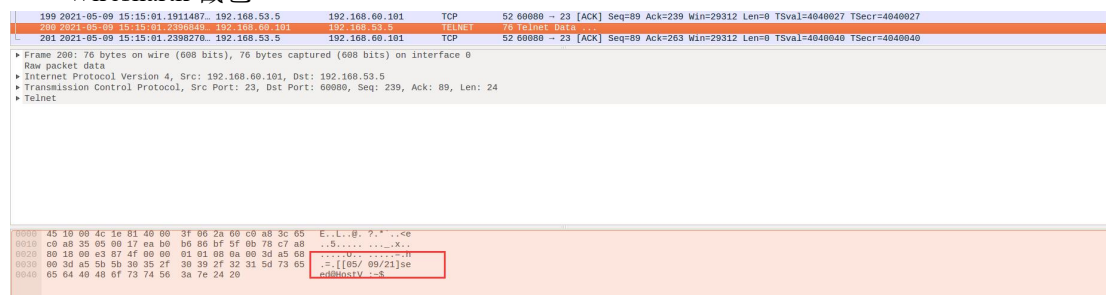 199 2021-05-09 15:15:01.1911487… 192.168.53.5 192.168.60.101 TCP 52 60080 → 23 [ACK] Seq=89 Ack=239 Win=29312 Len=0 TSval=4040027 TSecr=4040027
200 2021-05-09 15:15:01.2396849… 192.168.60.101 192.168.53.5 TELNET 76 Telnet Data ...
201 2021-05-09 15:15:01.2398270… 192.168.53.5 192.168.60.101 TCP 52 60080 → 23 [ACK] Seq=89 Ack=263 Win=29312 Len=0 TSval=4040040 TSecr=4040040
Frame 200: 76 bytes on wire (608 bits), 76 bytes captured (608 bits) on interface 0
Raw packet data
Internet Protocol Version 4, Src: 192.168.60.101, Dst: 192.168.53.5
Transmission Control Protocol, Src Port: 23, Dst Port: 60080, Seq: 239, Ack: 89, Len: 24
Telnet
0000 45 10 00 4c 1e 81 40 00 3f 06 2a 60 c0 a8 3c 65 E..L..@. ?.*`..<e
0010 c0 a8 35 05 00 17 ea b0 b6 86 bf 5f 0b 78 c7 a8 ..5..... ..._.x..
0020 80 18 00 e3 87 4f 00 00 01 01 08 0a 00 3d a5 68 .....O.. .....=.h
0030 00 3d a5 5b 5b 30 35 2f 30 39 2f 32 31 5d 73 65 .=.[[05/ 09/21]se
0040 65 64 40 48 6f 73 74 56 3a 7e 24 20 ed@HostV :~$